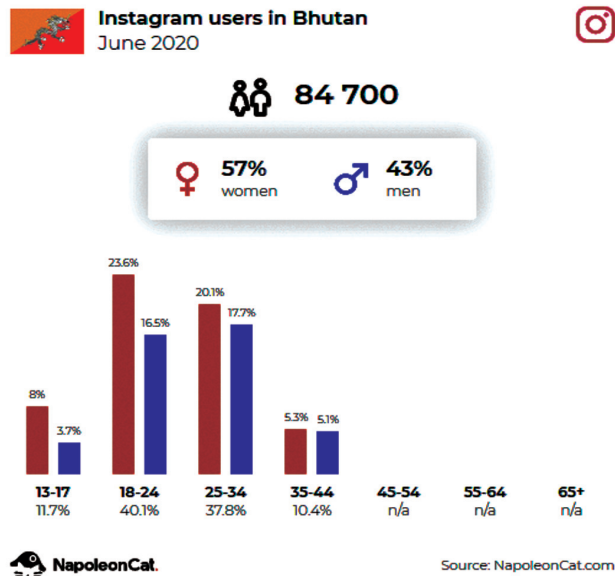 Instagram users in Bhutan
June 2020
84 700
57% 43%
women men
23.6%
20.1%
17.7%
16.5%
8%
5.3% 5.1%
3.7%
13-17 18-24 25-34 35-44 45-54 55-64 65+
11.7% 40.1% 37.8% 10.4% n/a n/a n/a
NapoleonCat. Source: NapoleonCat.com